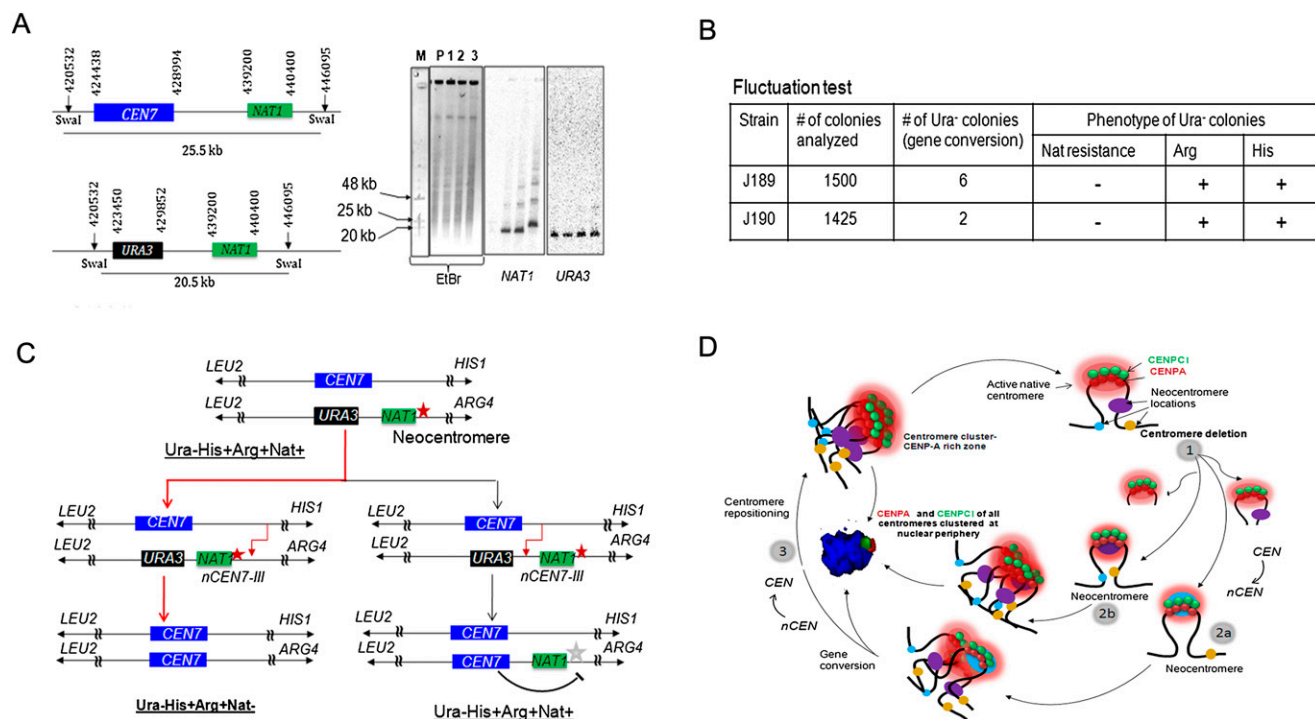 A
420532
424438
428994
439200
440400
446095
CEN7
NAT1
SwaI
SwaI
25.5 kb
420532
423450
429852
439200
440400
446095
URA3
NAT1
SwaI
SwaI
20.5 kb
M P 1 2 3
48 kb
25 kb
20 kb
EtBr
NAT1
URA3
B
Fluctuation test
Strain
# of colonies
analyzed
# of Ura- colonies
(gene conversion)
Phenotype of Ura- colonies
Nat resistance
Arg
His
J189 1500 6 - + +
J190 1425 2 - + +
C
LEU2 CEN7 HIS1
LEU2 URA3 NAT1 ARG4
Neocentromere
Ura-His+Arg+Nat+
LEU2 CEN7 HIS1
LEU2 URA3 NAT1 ARG4
nCEN7-III
LEU2 CEN7 HIS1
LEU2 URA3 NAT1 ARG4
nCEN7-III
LEU2 CEN7 HIS1
LEU2 CEN7 ARG4
Ura-His+Arg+Nat-
LEU2 CEN7 HIS1
LEU2 CEN7 NAT1 ARG4
Ura-His+Arg+Nat+
D
CENPCI
CENPA
Active native
centromere
Neocentromere
locations
Centromere deletion
1
Centromere cluster-
CENP-A rich zone
Centromere
repositioning
CENPA and CENPCI of all
centromeres clustered at
nuclear periphery
3
CEN
nCEN
Gene
conversion
Neocentromere
2b
2a
Neocentromere
CEN
nCEN